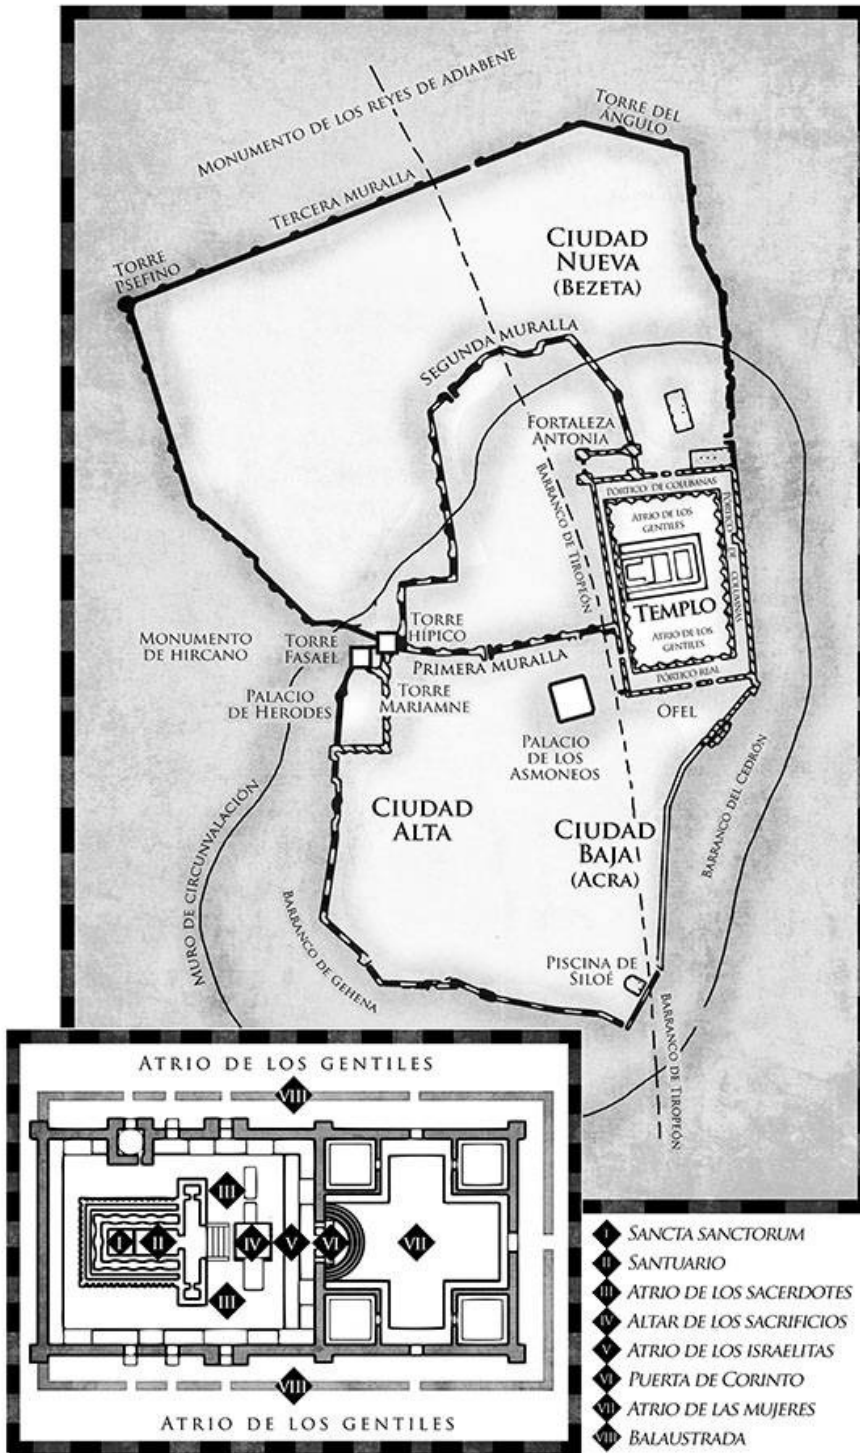 MONUMENTO DE LOS REYES DE ADIABENE
TORRE DEL
ÁNGULO
TERCERA MURALLA
TORRE
PSEFINO
CIUDAD
NUEVA
(BEZETA)
SEGUNDA MURALLA
FORTALEZA
ANTONIA
BARRANCO DE TIROPEÓN
PÓRTICO DE COLUMNAS
ATRIO DE LOS
GENTILES
PÓRTICO DE COLUMNAS
TEMPLO
ATRIO DE LOS
GENTILES
PÓRTICO REAL
MONUMENTO
DE HIRCANO
TORRE
FASAEL
TORRE
HÍPICO
PRIMERA MURALLA
PALACIO
DE HERODES
TORRE
MARIAMNE
OFEL
PALACIO
DE LOS
ASMONEOS
CIUDAD
ALTA
CIUDAD
BAJA
(ACRA)
BARRANCO DEL CEDRÓN
MURO DE CIRCUNVALACIÓN
BARRANCO DE GEHENA
PISCINA DE
SILOÉ
BARRANCO DE TIROPEÓN
ATRIO DE LOS GENTILES
VIII
III
I II IV V VI VII
III
VIII
ATRIO DE LOS GENTILES
I SANCTA SANCTORUM
II SANTUARIO
III ATRIO DE LOS SACERDOTES
IV ALTAR DE LOS SACRIFICIOS
V ATRIO DE LOS ISRAELITAS
VI PUERTA DE CORINTO
VII ATRIO DE LAS MUJERES
VIII BALAUSTRADA